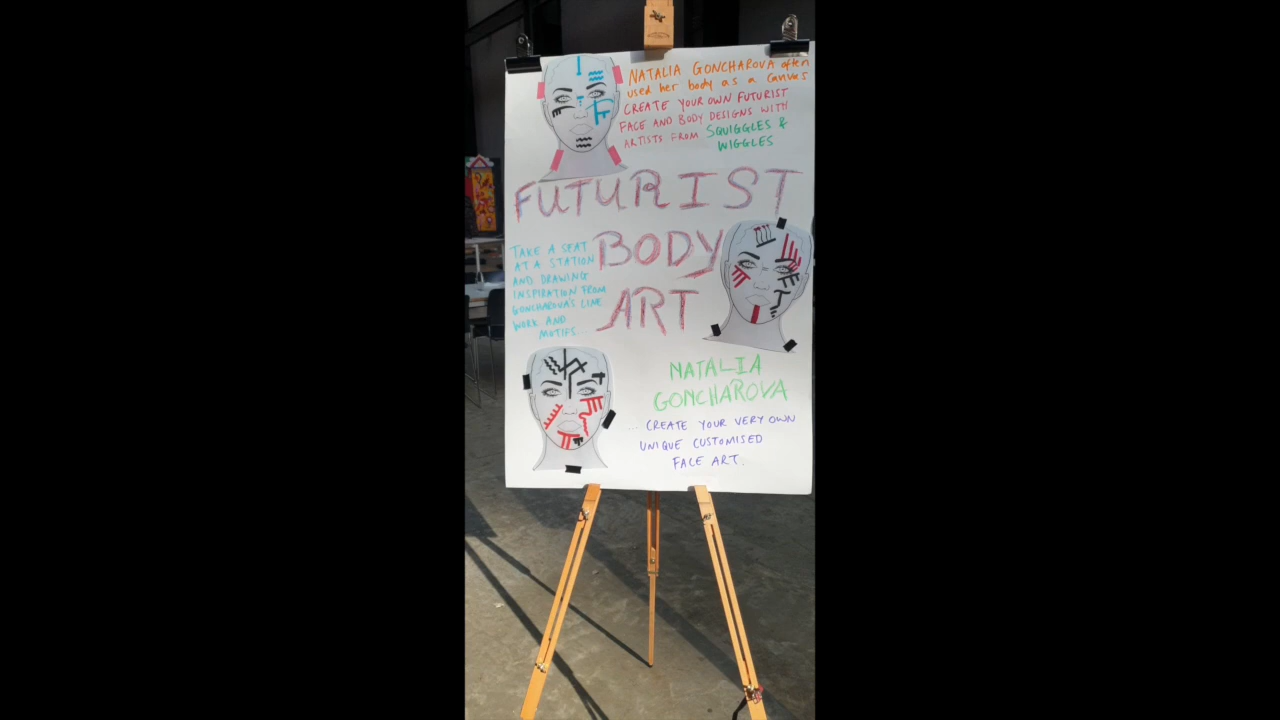 NATALIA GONCHAROVA often
used her body as a canvas
CREATE YOUR OWN FUTURIST
FACE AND BODY DESIGNS WITH
ARTISTS FROM SQUIGGLES &
WIGGLES
FUTURIST
BODY
ART
TAKE A SEAT
AT A STATION
AND DRAWING
INSPIRATION FROM
GONCHAROVA'S LINE
WORK AND
MOTIFS...
NATALIA
GONCHAROVA
... CREATE YOUR VERY OWN
UNIQUE CUSTOMISED
FACE ART.